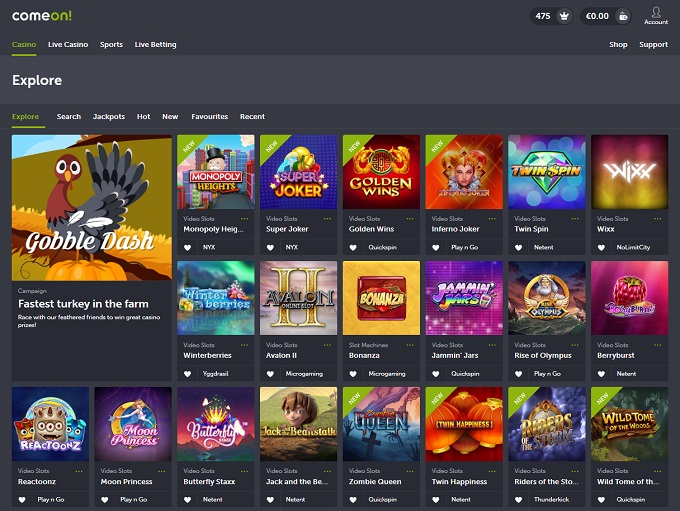 comeon!
475
€0.00
Account
Casino
Live Casino
Sports
Live Betting
Shop
Support
Explore
Explore
Search
Jackpots
Hot
New
Favourites
Recent
Gobble Dash
Campaign
Fastest turkey in the farm
Race with our feathered friends to win great casino
prizes!
NEW
MONOPOLY
HEIGHTS
Video Slots
Monopoly Heig...
NYX
NEW
SUPER
JOKER
Video Slots
Super Joker
NYX
NEW
GOLDEN
WINS
Video Slots
Golden Wins
Quickspin
NEW
INFERNO JOKER
Video Slots
Inferno Joker
Play n Go
TWIN SPIN
Video Slots
Twin Spin
Netent
WIXX
Video Slots
Wixx
NoLimitCity
Winter
berries
Video Slots
Winterberries
Yggdrasil
II
AVALON
ONLINE SLOT
Video Slots
Avalon II
Microgaming
BONANZA
Slot Machines
Bonanza
Microgaming
JAMMIN'
JARS
Video Slots
Jammin' Jars
Quickspin
RISE OF
OLYMPUS
Video Slots
Rise of Olympus
Play n Go
BERRYBURST
Video Slots
Berryburst
Netent
REACTOONZ
Video Slots
Reactoonz
Play n Go
Moon
Princess
Video Slots
Moon Princess
Play n Go
Butterfly
STAXX
Video Slots
Butterfly Staxx
Netent
Jack and the Beanstalk
Video Slots
Jack and the Be...
Netent
NEW
Zombie
QUEEN
Video Slots
Zombie Queen
Quickspin
NEW
TWIN HAPPINESS
Video Slots
Twin Happiness
Netent
NEW
RIDERS
OF THE
STORM
Video Slots
Riders of the Sto...
Thunderkick
NEW
WILD TOME
OF THE WOODS
Video Slots
Wild Tome of th...
Quickspin